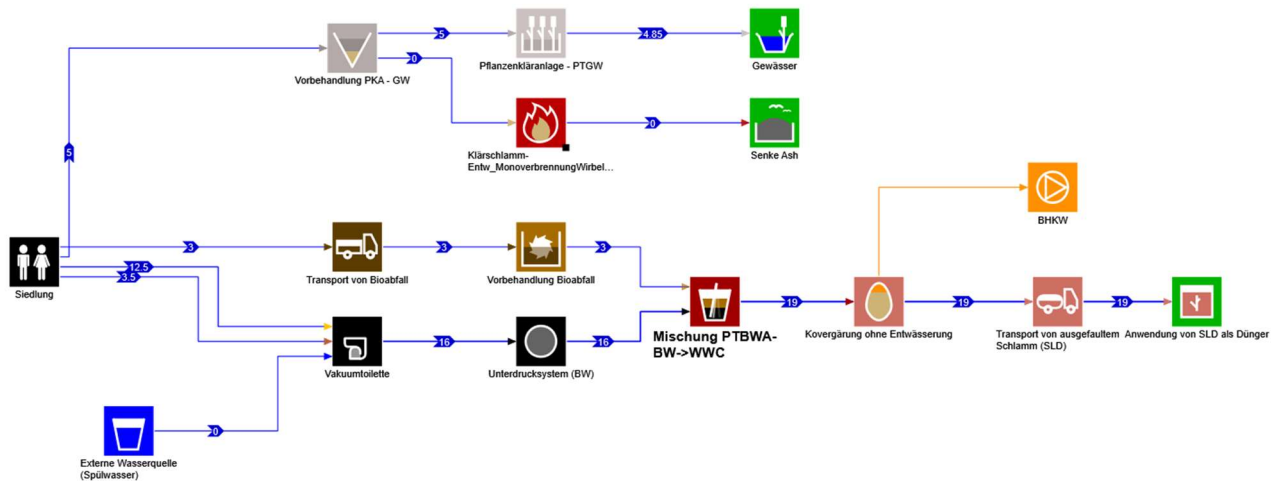 5
4.85
Vorbehandlung PKA - GW
Pflanzenkläranlage - PTGW
Gewässer
0
0
Klärschlamm-
Entw_MonoverbrennungWirbel...
Senke Ash
5
BHKW
3
3
3
12.5
3.5
Siedlung
Transport von Bioabfall
Vorbehandlung Bioabfall
19
19
19
Mischung PTBWA-
BW->WWC
Kovergärung ohne Entwässerung
Transport von ausgefaultem
Schlamm (SLD)
Anwendung von SLD als Dünger
16
16
Vakuumtoilette
Unterdrucksystem (BW)
0
Externe Wasserquelle
(Spülwasser)